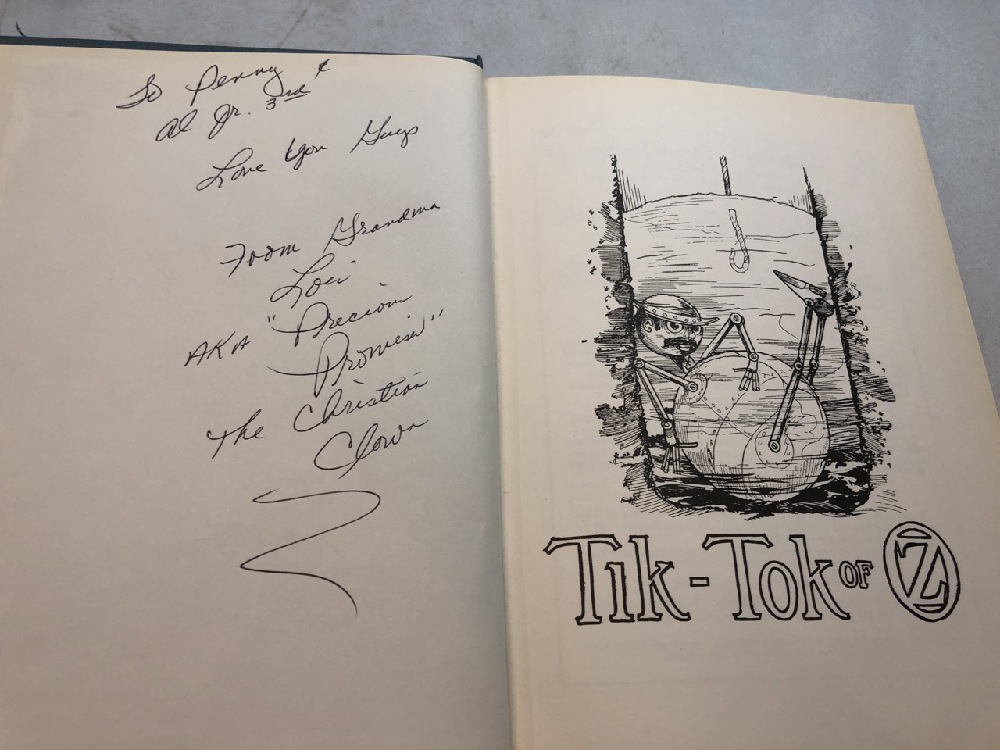 To Penny &
Al Jr. 3rd
Love You Guys
From Grandma
Lori
AKA "Precious
Promise"
The Christian
Clown
Tik-Tok OF OZ